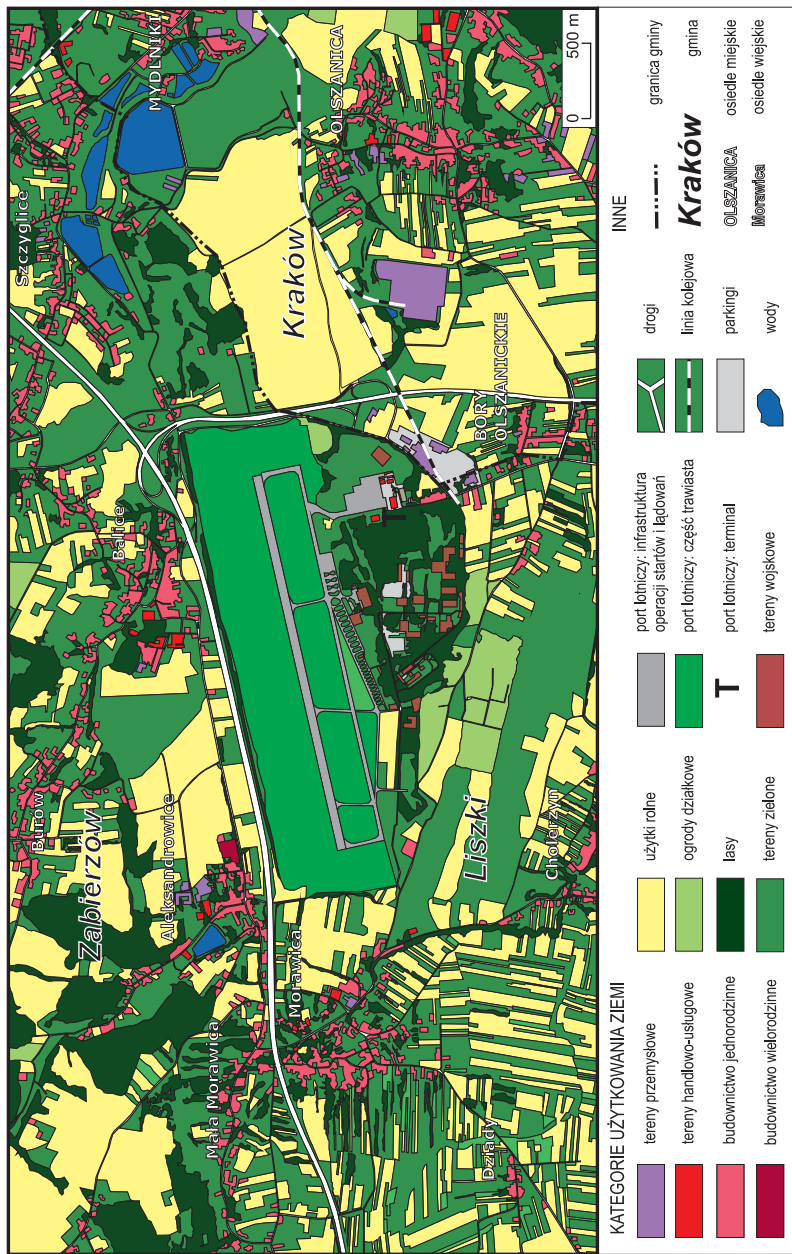 Szczyglice
MYDLNIKI
Balice
Burów
Zabierzów
Kraków
OLSZANICA
Aleksandrowice
BORY
OLSZANICKIE
Mała Morawica
Morawica
T
Liszki
Cholerzyn
Działy
0
500 m
KATEGORIE UŻYTKOWANIA ZIEMI
tereny przemysłowe
tereny handlowo-usługowe
budownictwo jednorodzinne
budownictwo wielorodzinne
użytki rolne
ogrody działkowe
lasy
tereny zielone
port lotniczy: infrastruktura
operacji startów i lądowań
port lotniczy: część trawiasta
T
port lotniczy: terminal
tereny wojskowe
INNE
drogi
linia kolejowa
parkingi
wody
granica gminy
Kraków
gmina
OLSZANICA
osiedle miejskie
Morawica
osiedle wiejskie